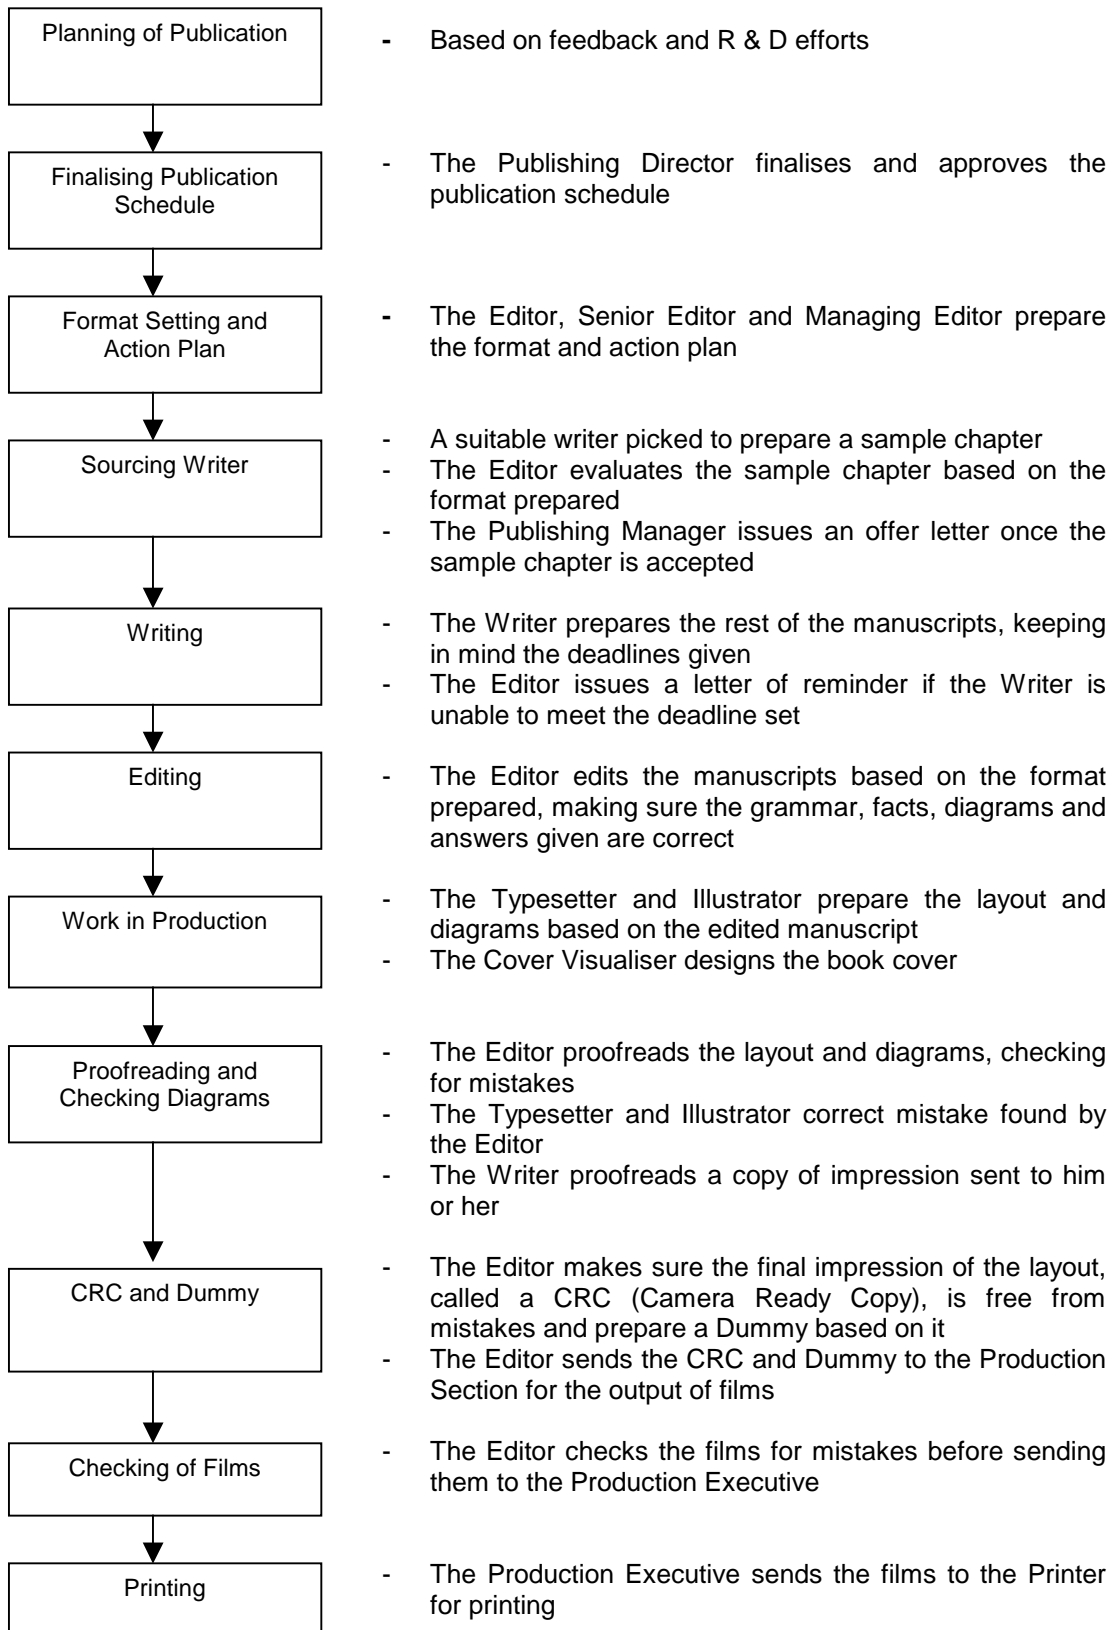 Planning of Publication
- Based on feedback and R & D efforts
Finalising Publication
Schedule
- The Publishing Director finalises and approves the
publication schedule
Format Setting and
Action Plan
- The Editor, Senior Editor and Managing Editor prepare
the format and action plan
Sourcing Writer
- A suitable writer picked to prepare a sample chapter
- The Editor evaluates the sample chapter based on the
format prepared
- The Publishing Manager issues an offer letter once the
sample chapter is accepted
Writing
- The Writer prepares the rest of the manuscripts, keeping
in mind the deadlines given
- The Editor issues a letter of reminder if the Writer is
unable to meet the deadline set
Editing
- The Editor edits the manuscripts based on the format
prepared, making sure the grammar, facts, diagrams and
answers given are correct
Work in Production
- The Typesetter and Illustrator prepare the layout and
diagrams based on the edited manuscript
- The Cover Visualiser designs the book cover
Proofreading and
Checking Diagrams
- The Editor proofreads the layout and diagrams, checking
for mistakes
- The Typesetter and Illustrator correct mistake found by
the Editor
- The Writer proofreads a copy of impression sent to him
or her
CRC and Dummy
- The Editor makes sure the final impression of the layout,
called a CRC (Camera Ready Copy), is free from
mistakes and prepare a Dummy based on it
- The Editor sends the CRC and Dummy to the Production
Section for the output of films
Checking of Films
- The Editor checks the films for mistakes before sending
them to the Production Executive
Printing
- The Production Executive sends the films to the Printer
for printing